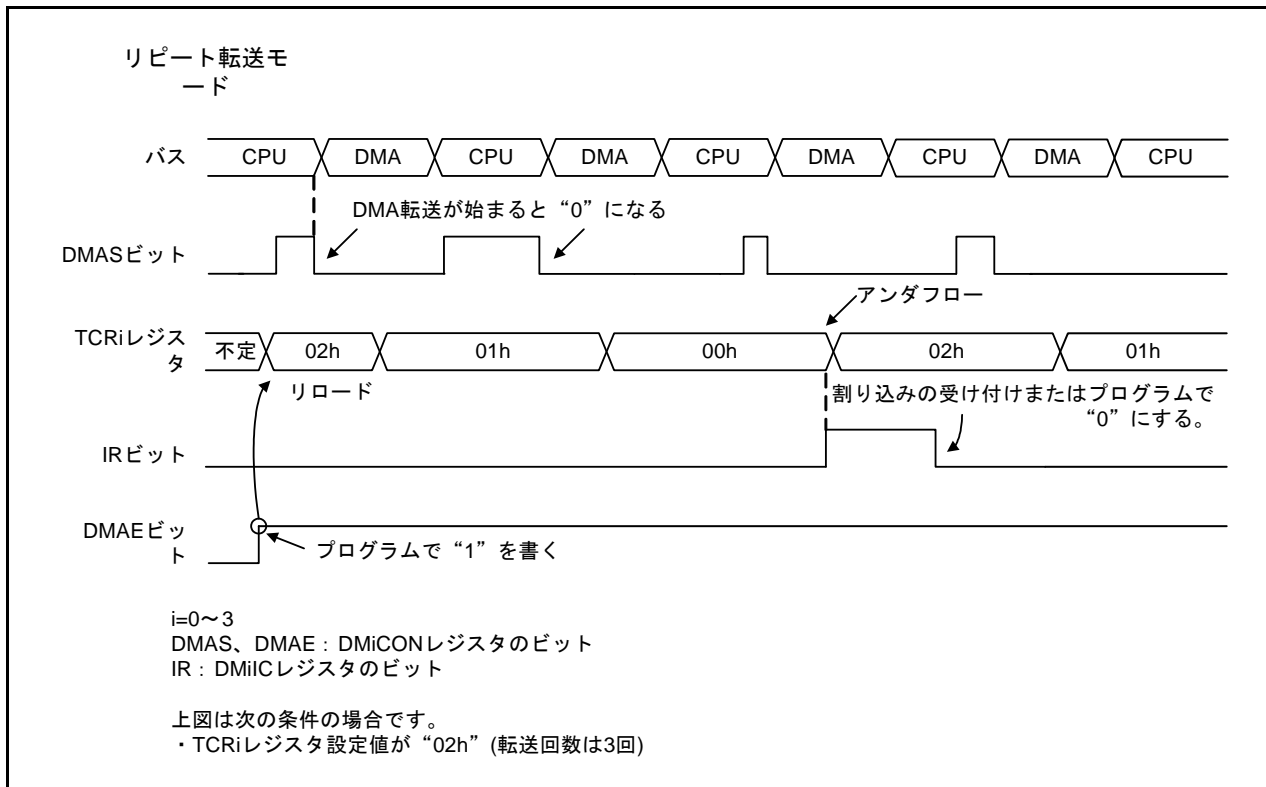 リピート転送モ
ード
バス CPU DMA CPU DMA CPU DMA CPU DMA CPU
DMA転送が始まると“0”になる
DMASビット
アンダフロー
TCRiレジス
タ
不定 02h 01h 00h 02h 01h
リロード
割り込みの受け付けまたはプログラムで
“0”にする。
IRビット
DMAEビッ
ト
プログラムで“1”を書く
i=0～3
DMAS、DMAE：DMiCONレジスタのビット
IR：DMiICレジスタのビット
上図は次の条件の場合です。
・TCRiレジスタ設定値が“02h”(転送回数は3回)